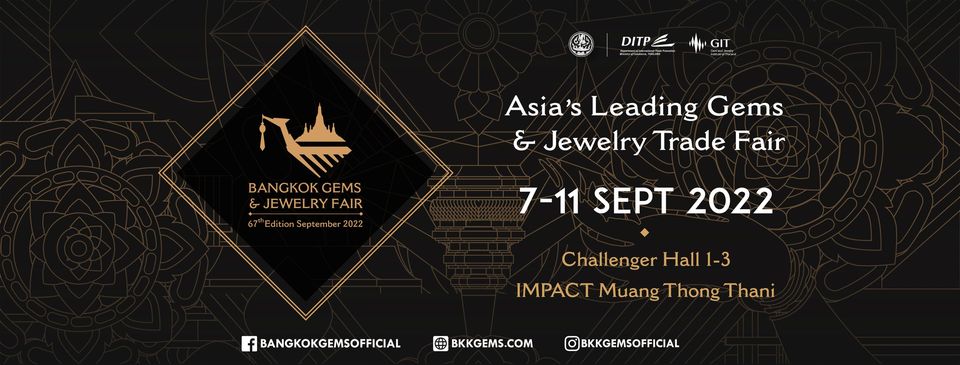 DITP
GIT
Asia's Leading Gems
& Jewelry Trade Fair
7-11 SEPT 2022
Challenger Hall 1-3
IMPACT Muang Thong Thani
BANGKOK GEMS
& JEWELRY FAIR
67th Edition September 2022
BANGKOKGEMSOFFICIAL
BKKGEMS.COM
BKKGEMSOFFICIAL